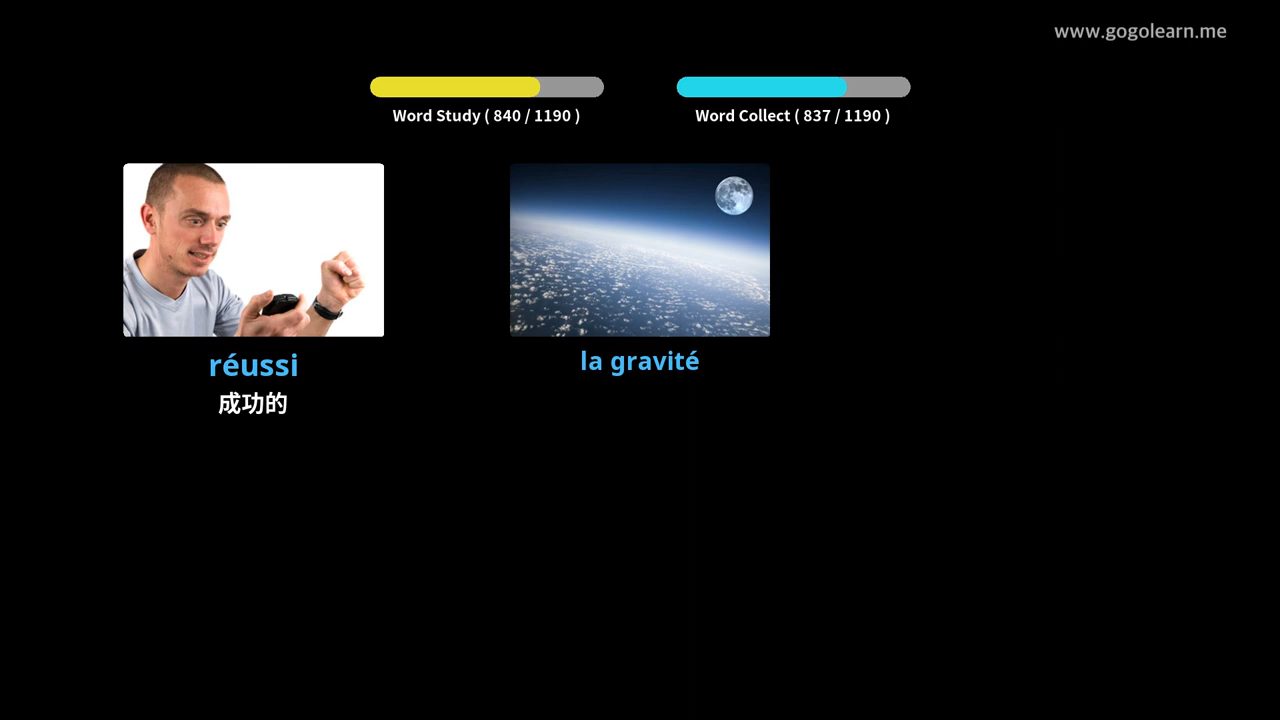 www.gogolearn.me
Word Study ( 840 / 1190 )
Word Collect ( 837 / 1190 )
réussi
成功的
la gravité